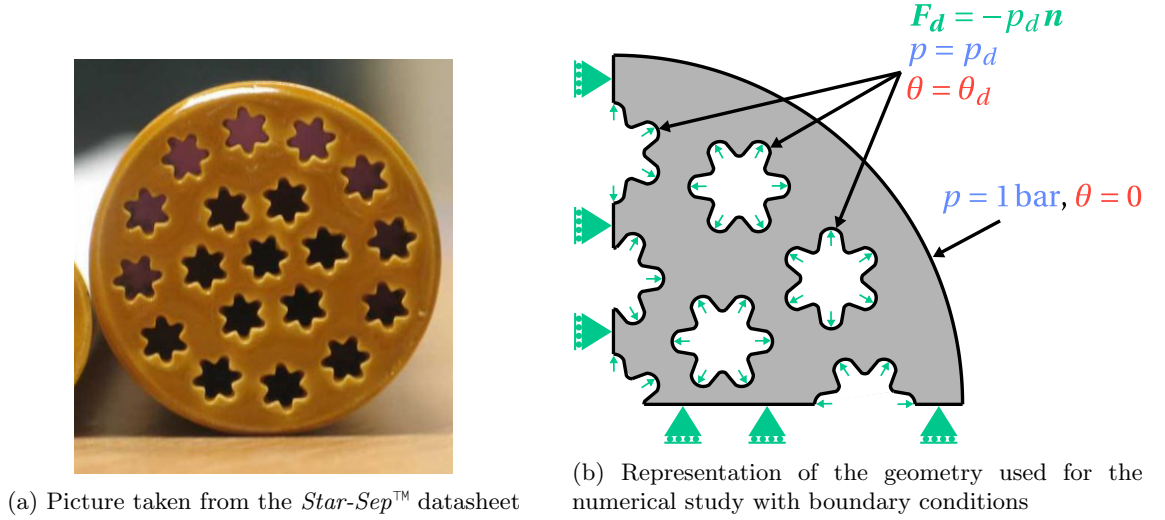 F_d = −p_d n
p = p_d
θ = θ_d
p = 1 bar, θ = 0
(a) Picture taken from the Star-Sep™ datasheet
(b) Representation of the geometry used for the
numerical study with boundary conditions